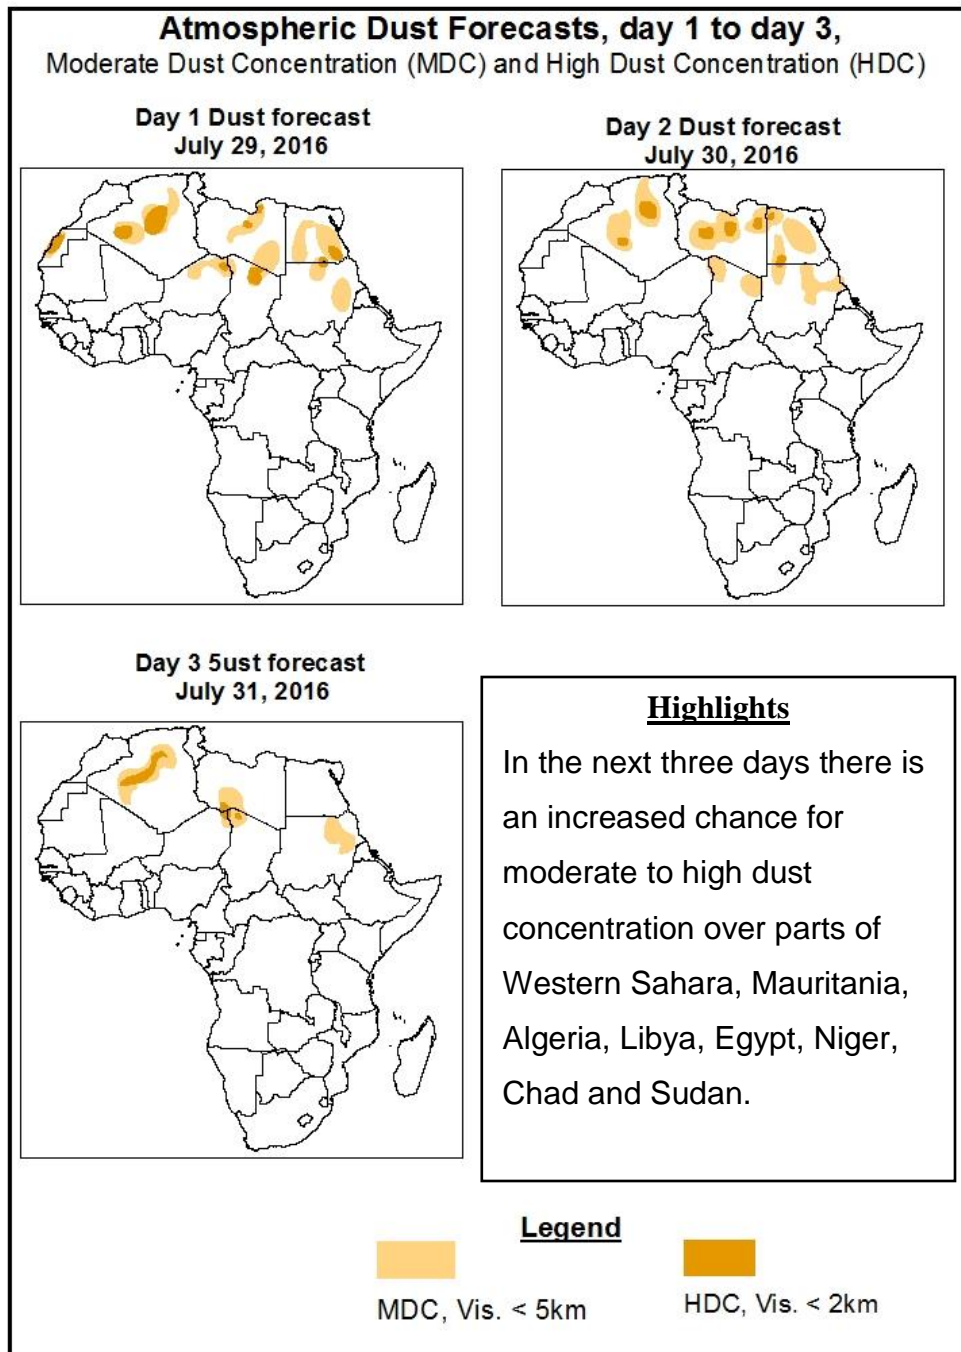 Atmospheric Dust Forecasts, day 1 to day 3,
Moderate Dust Concentration (MDC) and High Dust Concentration (HDC)
Day 1 Dust forecast
July 29, 2016
Day 2 Dust forecast
July 30, 2016
Day 3 5ust forecast
July 31, 2016
Highlights
In the next three days there is
an increased chance for
moderate to high dust
concentration over parts of
Western Sahara, Mauritania,
Algeria, Libya, Egypt, Niger,
Chad and Sudan.
Legend
MDC, Vis. < 5km
HDC, Vis. < 2km